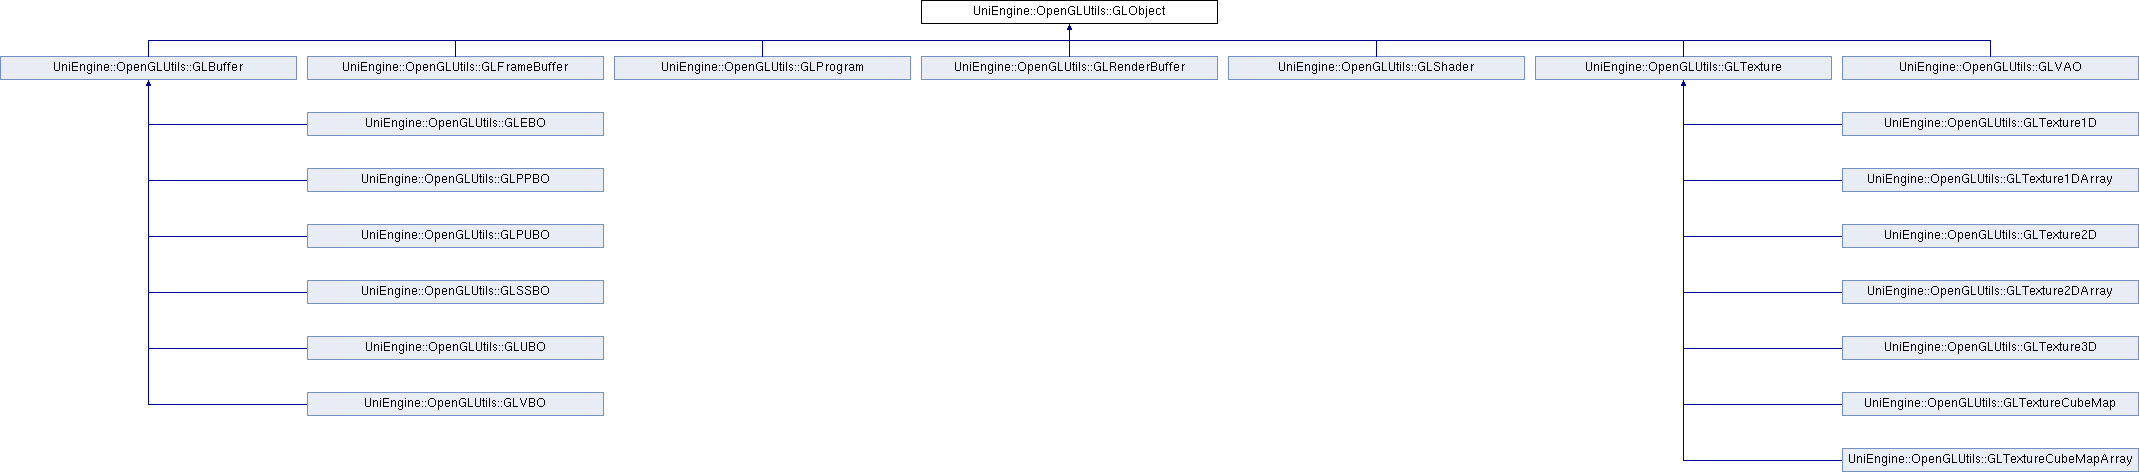 UniEngine::OpenGLUtils::GLObject
UniEngine::OpenGLUtils::GLBuffer
UniEngine::OpenGLUtils::GLFrameBuffer
UniEngine::OpenGLUtils::GLProgram
UniEngine::OpenGLUtils::GLRenderBuffer
UniEngine::OpenGLUtils::GLShader
UniEngine::OpenGLUtils::GLTexture
UniEngine::OpenGLUtils::GLVAO
UniEngine::OpenGLUtils::GLEBO
UniEngine::OpenGLUtils::GLTexture1D
UniEngine::OpenGLUtils::GLPPBO
UniEngine::OpenGLUtils::GLTexture1DArray
UniEngine::OpenGLUtils::GLPUBO
UniEngine::OpenGLUtils::GLTexture2D
UniEngine::OpenGLUtils::GLSSBO
UniEngine::OpenGLUtils::GLTexture2DArray
UniEngine::OpenGLUtils::GLUBO
UniEngine::OpenGLUtils::GLTexture3D
UniEngine::OpenGLUtils::GLVBO
UniEngine::OpenGLUtils::GLTextureCubeMap
UniEngine::OpenGLUtils::GLTextureCubeMapArray